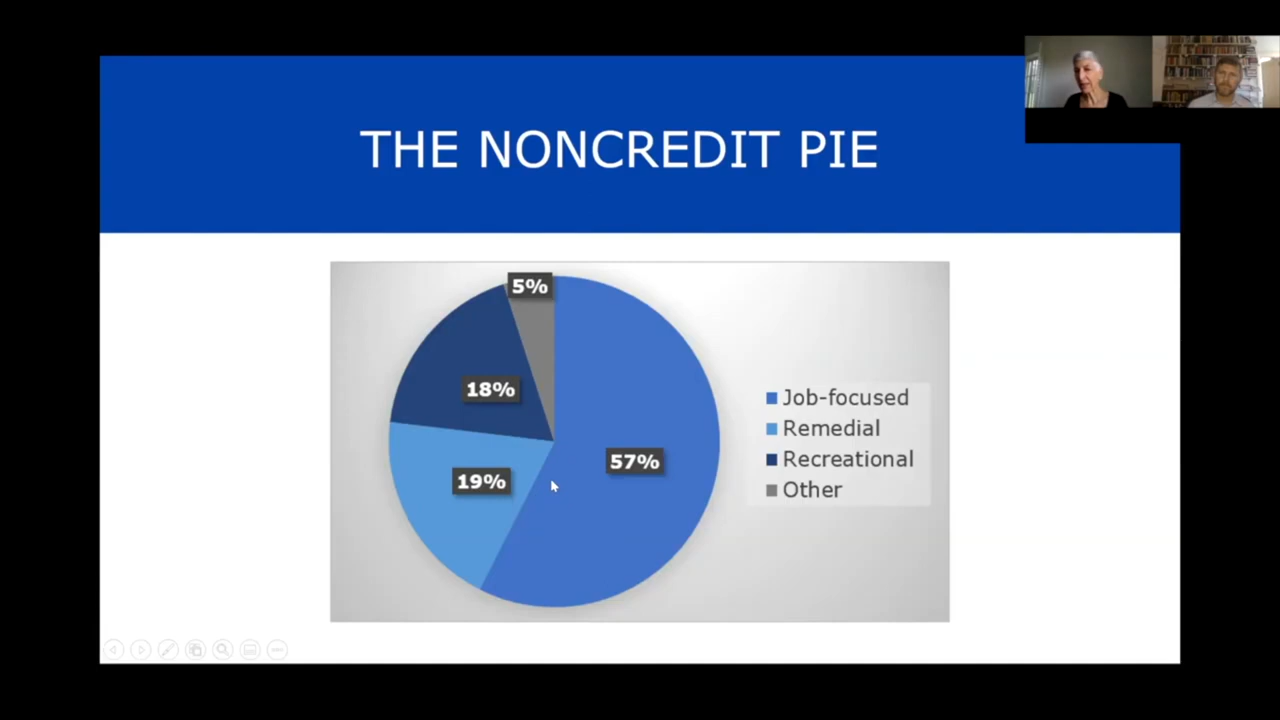 THE NONCREDIT PIE
5%
18%
19%
57%
Job-focused
Remedial
Recreational
Other